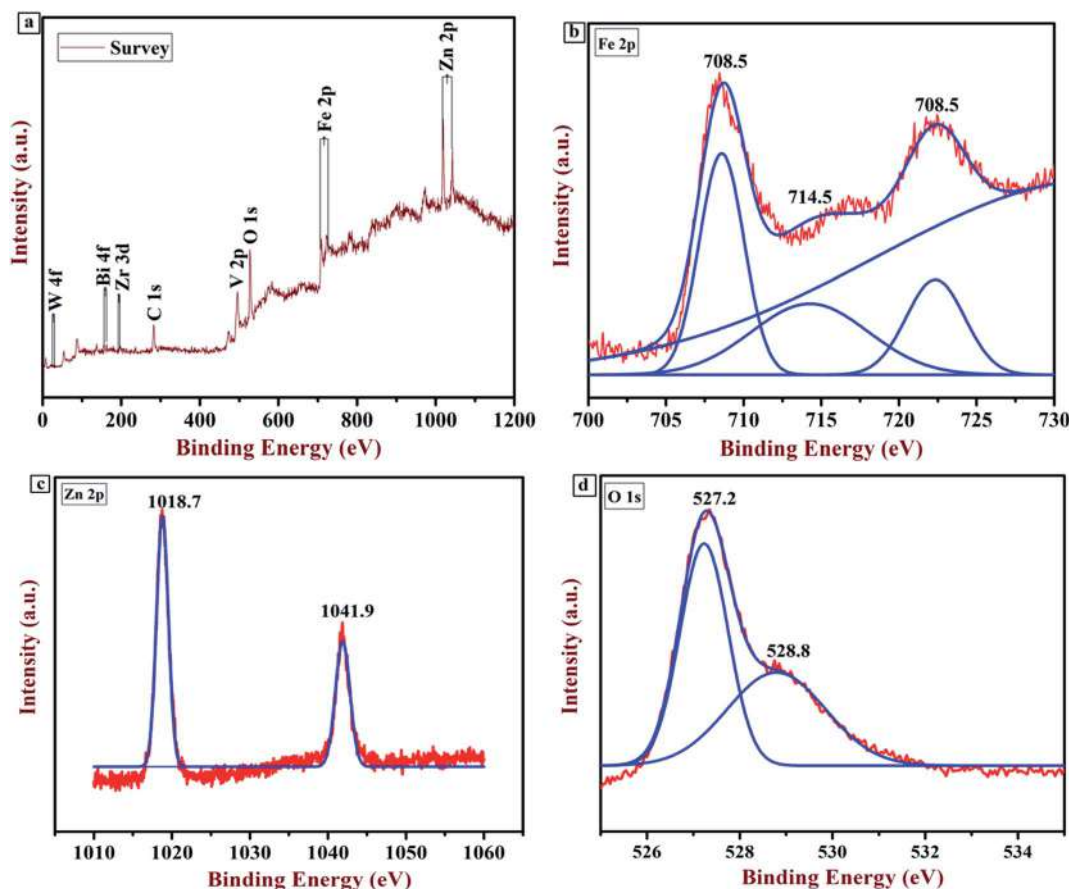 a
Survey
W 4f
Bi 4f
Zr 3d
C 1s
V 2p
O 1s
Fe 2p
Zn 2p
Intensity (a.u.)
0 200 400 600 800 1000 1200
Binding Energy (eV)
b
Fe 2p
708.5
714.5
708.5
Intensity (a.u.)
700 705 710 715 720 725 730
Binding Energy (eV)
c
Zn 2p
1018.7
1041.9
Intensity (a.u.)
1010 1020 1030 1040 1050 1060
Binding Energy (eV)
d
O 1s
527.2
528.8
Intensity (a.u.)
526 528 530 532 534
Binding Energy (eV)